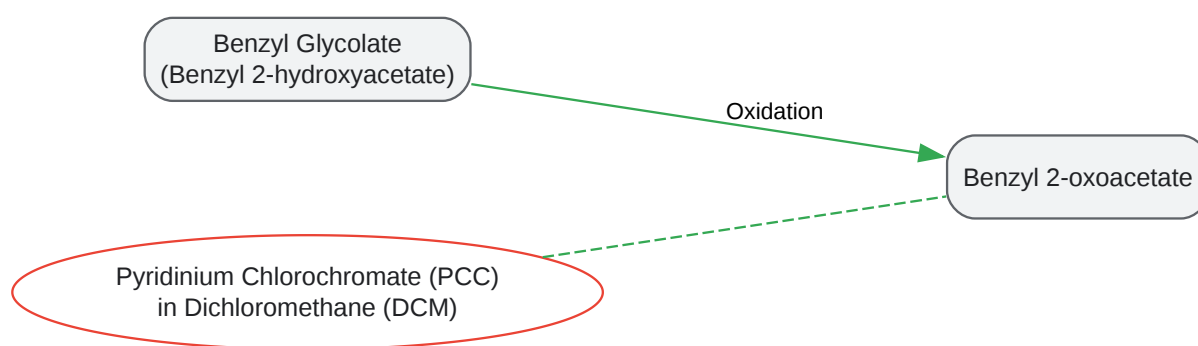 Benzyl Glycolate
(Benzyl 2-hydroxyacetate)
Oxidation
Benzyl 2-oxoacetate
Pyridinium Chlorochromate (PCC)
in Dichloromethane (DCM)